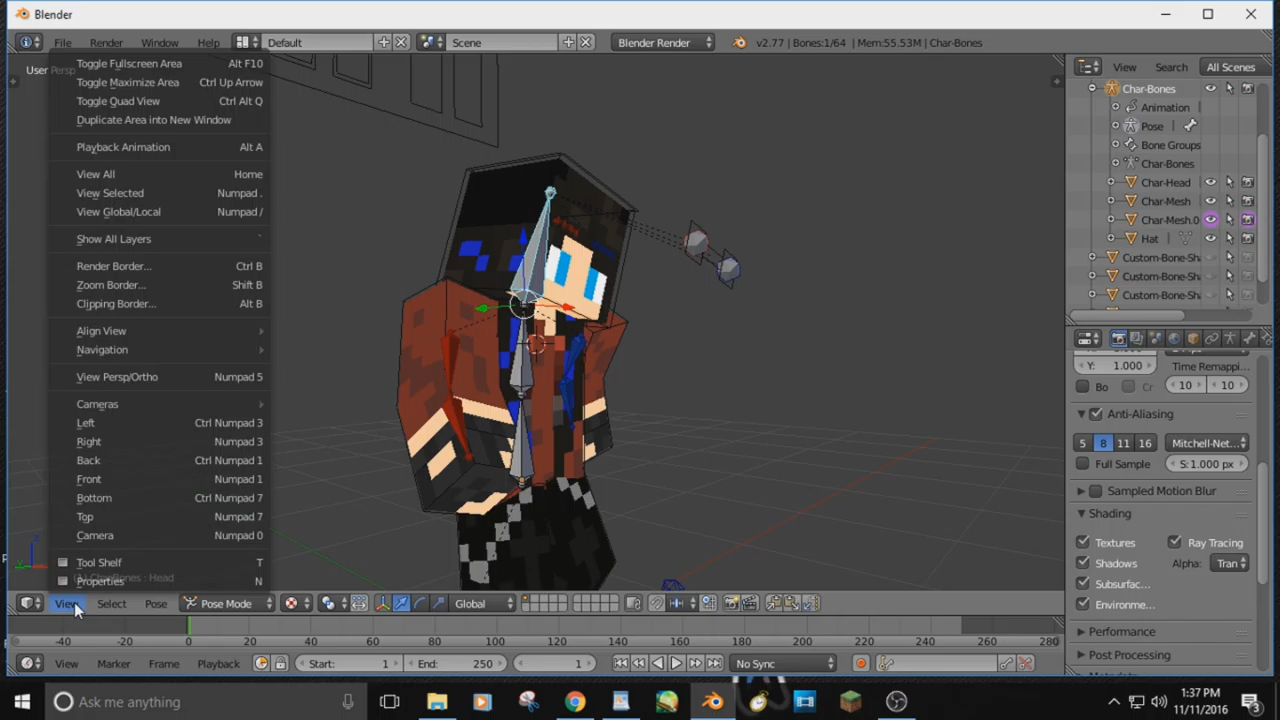 Blender
File Render Window Help Default Scene Blender Render v2.77 | Bones:1/64 | Mem:55.53M | Char-Bones
User Persp
Toggle Fullscreen Area Alt F10
Toggle Maximize Area Ctrl Up Arrow
Toggle Quad View Ctrl Alt Q
Duplicate Area into New Window
Playback Animation Alt A
View All Home
View Selected Numpad .
View Global/Local Numpad /
Show All Layers `
Render Border... Ctrl B
Zoom Border... Shift B
Clipping Border... Alt B
Align View
Navigation
View Persp/Ortho Numpad 5
Cameras
Left Ctrl Numpad 3
Right Numpad 3
Back Ctrl Numpad 1
Front Numpad 1
Bottom Ctrl Numpad 7
Top Numpad 7
Camera Numpad 0
Tool Shelf T
Properties N
(1) Char-Bones : Head
View Search All Scenes
Char-Bones
Animation
Pose
Bone Groups
Char-Bones
Char-Head
Char-Mesh
Char-Mesh.0
Hat
Custom-Bone-Sh
Custom-Bone-Sh
Custom-Bone-Sh
Y: 1.000 Time Remappi...
Bo Cr 10 10
Anti-Aliasing
5 8 11 16 Mitchell-Net...
Full Sample S: 1.000 px
Sampled Motion Blur
Shading
Textures Ray Tracing
Shadows Alpha: Tran
Subsurfac...
Environme...
Performance
Post Processing
View Select Pose Pose Mode Global
-40 -20 0 20 40 60 80 100 120 140 160 180 200 220 240 260 280
View Marker Frame Playback Start: 1 End: 250 1 No Sync
Ask me anything
1:37 PM
11/11/2016
3